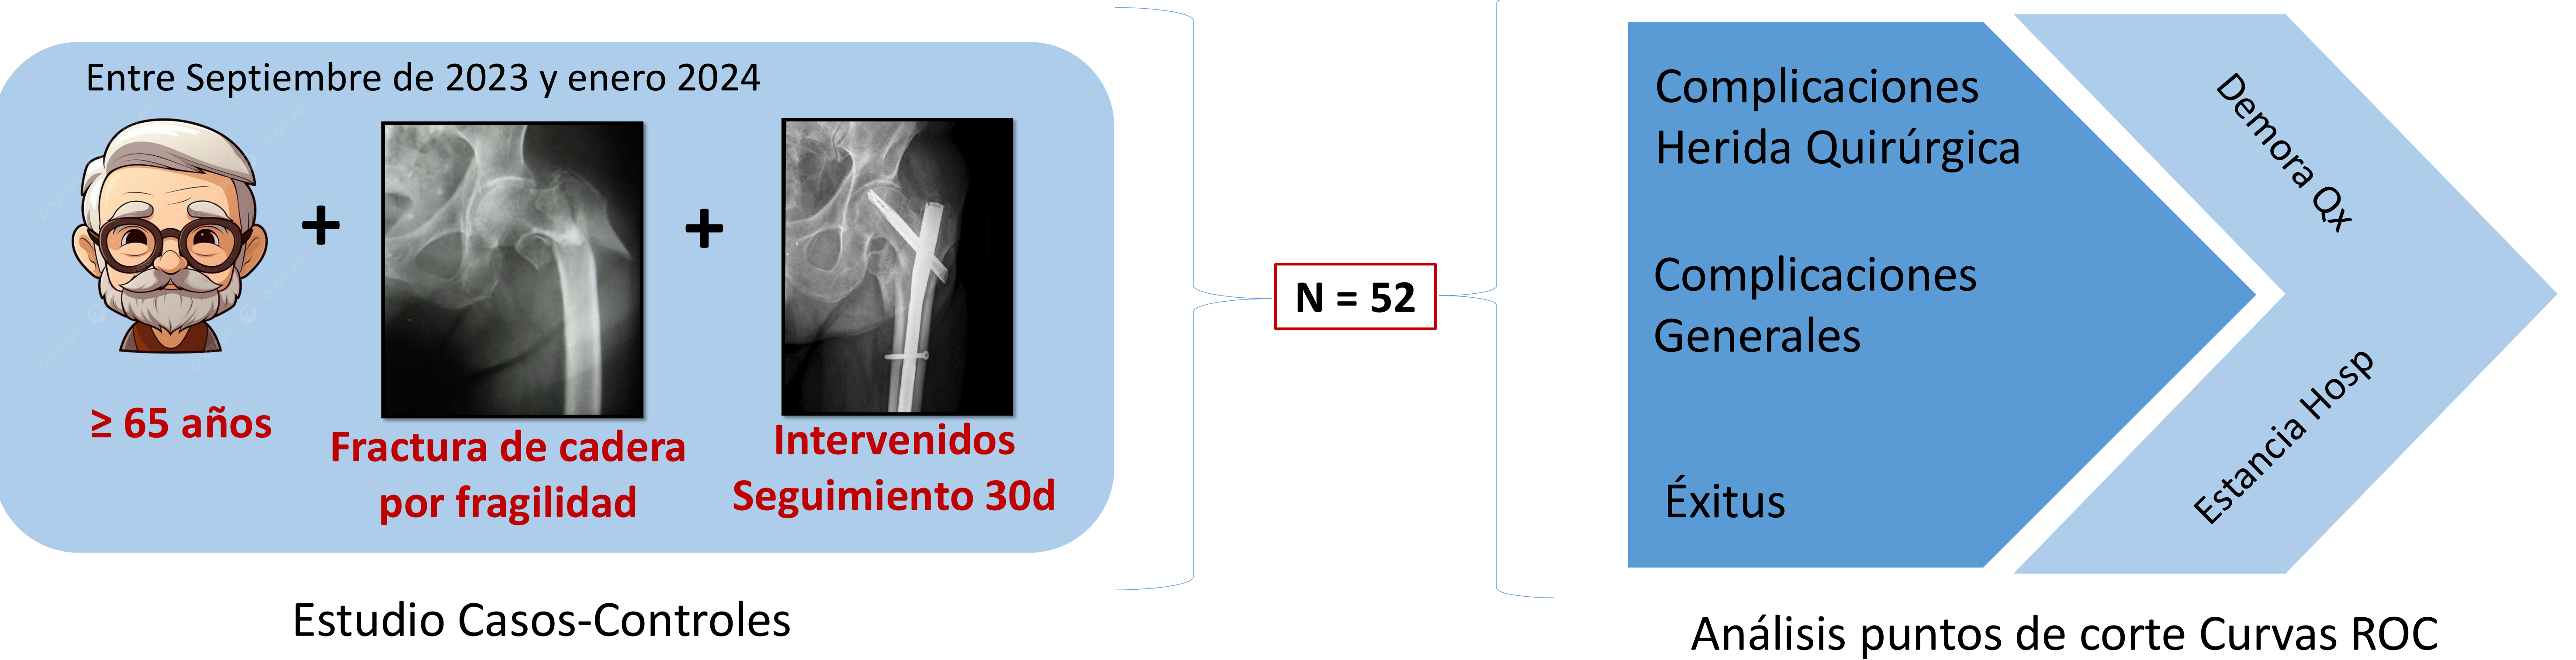 Entre Septiembre de 2023 y enero 2024
+
+
≥ 65 años
Fractura de cadera
por fragilidad
Intervenidos
Seguimiento 30d
Estudio Casos-Controles
N = 52
Complicaciones
Herida Quirúrgica
Complicaciones
Generales
Éxitus
Demora Qx
Estancia Hosp
Análisis puntos de corte Curvas ROC